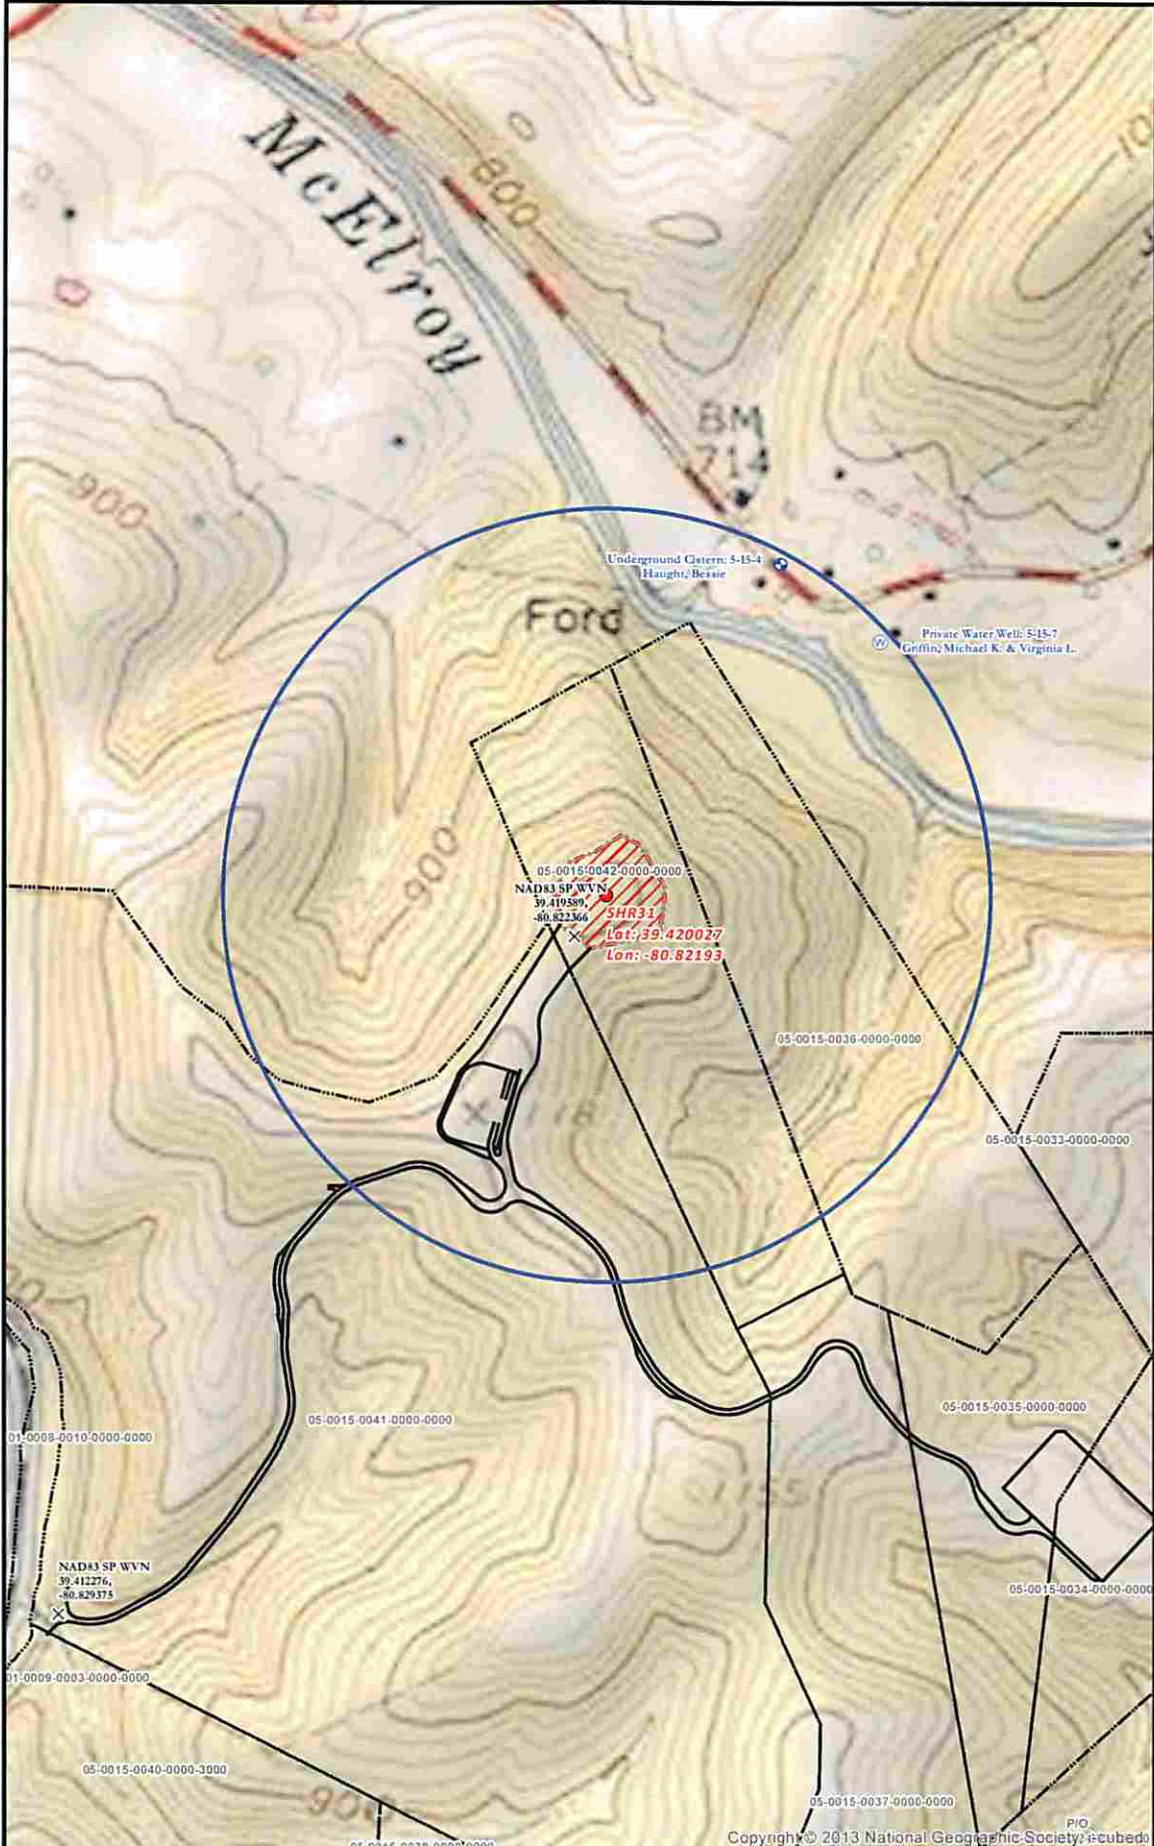 McElroy
800
BM
714
900
Underground Cistern: 5-15-4
Haught, Bessie
Ford
Private Water Well: 5-15-7
Griffin, Michael K. & Virginia L.
900
05-0015-0042-0000-0000
NAD83 SP WVN
39.419589,
-80.822366
SHR31
Lat: 39.420027
Lon: -80.82193
05-0015-0036-0000-0000
05-0015-0033-0000-0000
05-0015-0041-0000-0000
05-0015-0035-0000-0000
01-0008-0010-0000-0000
NAD83 SP WVN
39.412276,
-80.829375
05-0015-0034-0000-0000
01-0009-0003-0000-0000
05-0015-0040-0000-3000
05-0015-0037-0000-0000
P/O
Copyright:© 2013 National Geographic Society, i-cubed